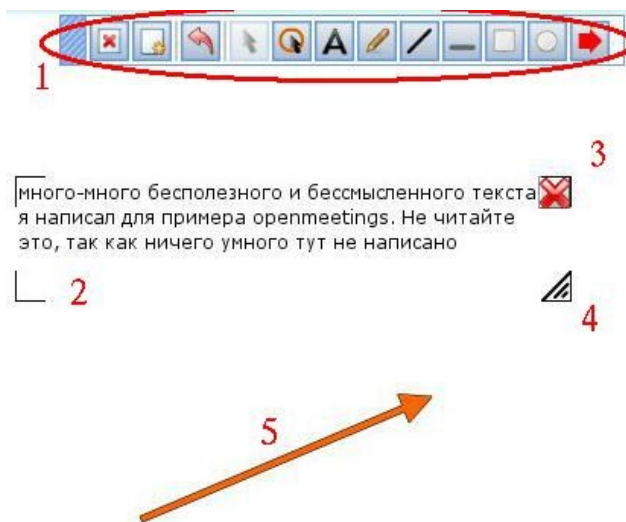 A
1
3
много-много бесполезного и бессмысленного текста
я написал для примера openmeetings. Не читайте
это, так как ничего умного тут не написано
2
4
5